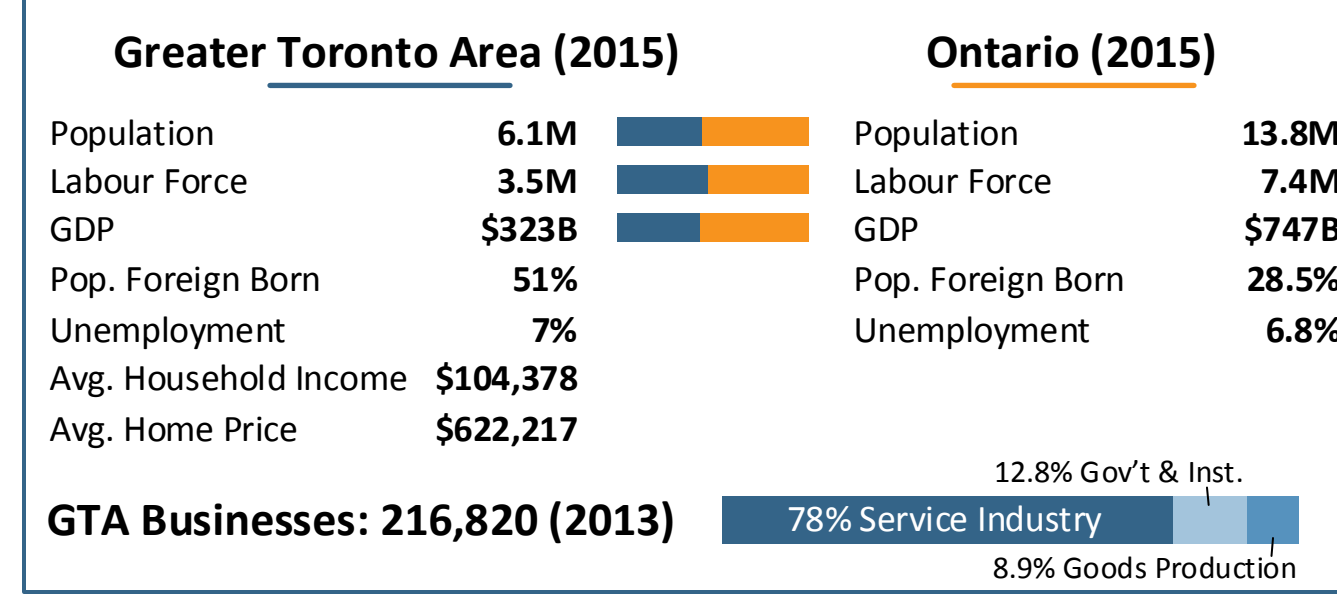 Greater Toronto Area (2015)
Population 6.1M
Labour Force 3.5M
GDP $323B
Pop. Foreign Born 51%
Unemployment 7%
Avg. Household Income $104,378
Avg. Home Price $622,217
Ontario (2015)
Population 13.8M
Labour Force 7.4M
GDP $747B
Pop. Foreign Born 28.5%
Unemployment 6.8%
GTA Businesses: 216,820 (2013)
12.8% Gov’t & Inst.
78% Service Industry
8.9% Goods Production